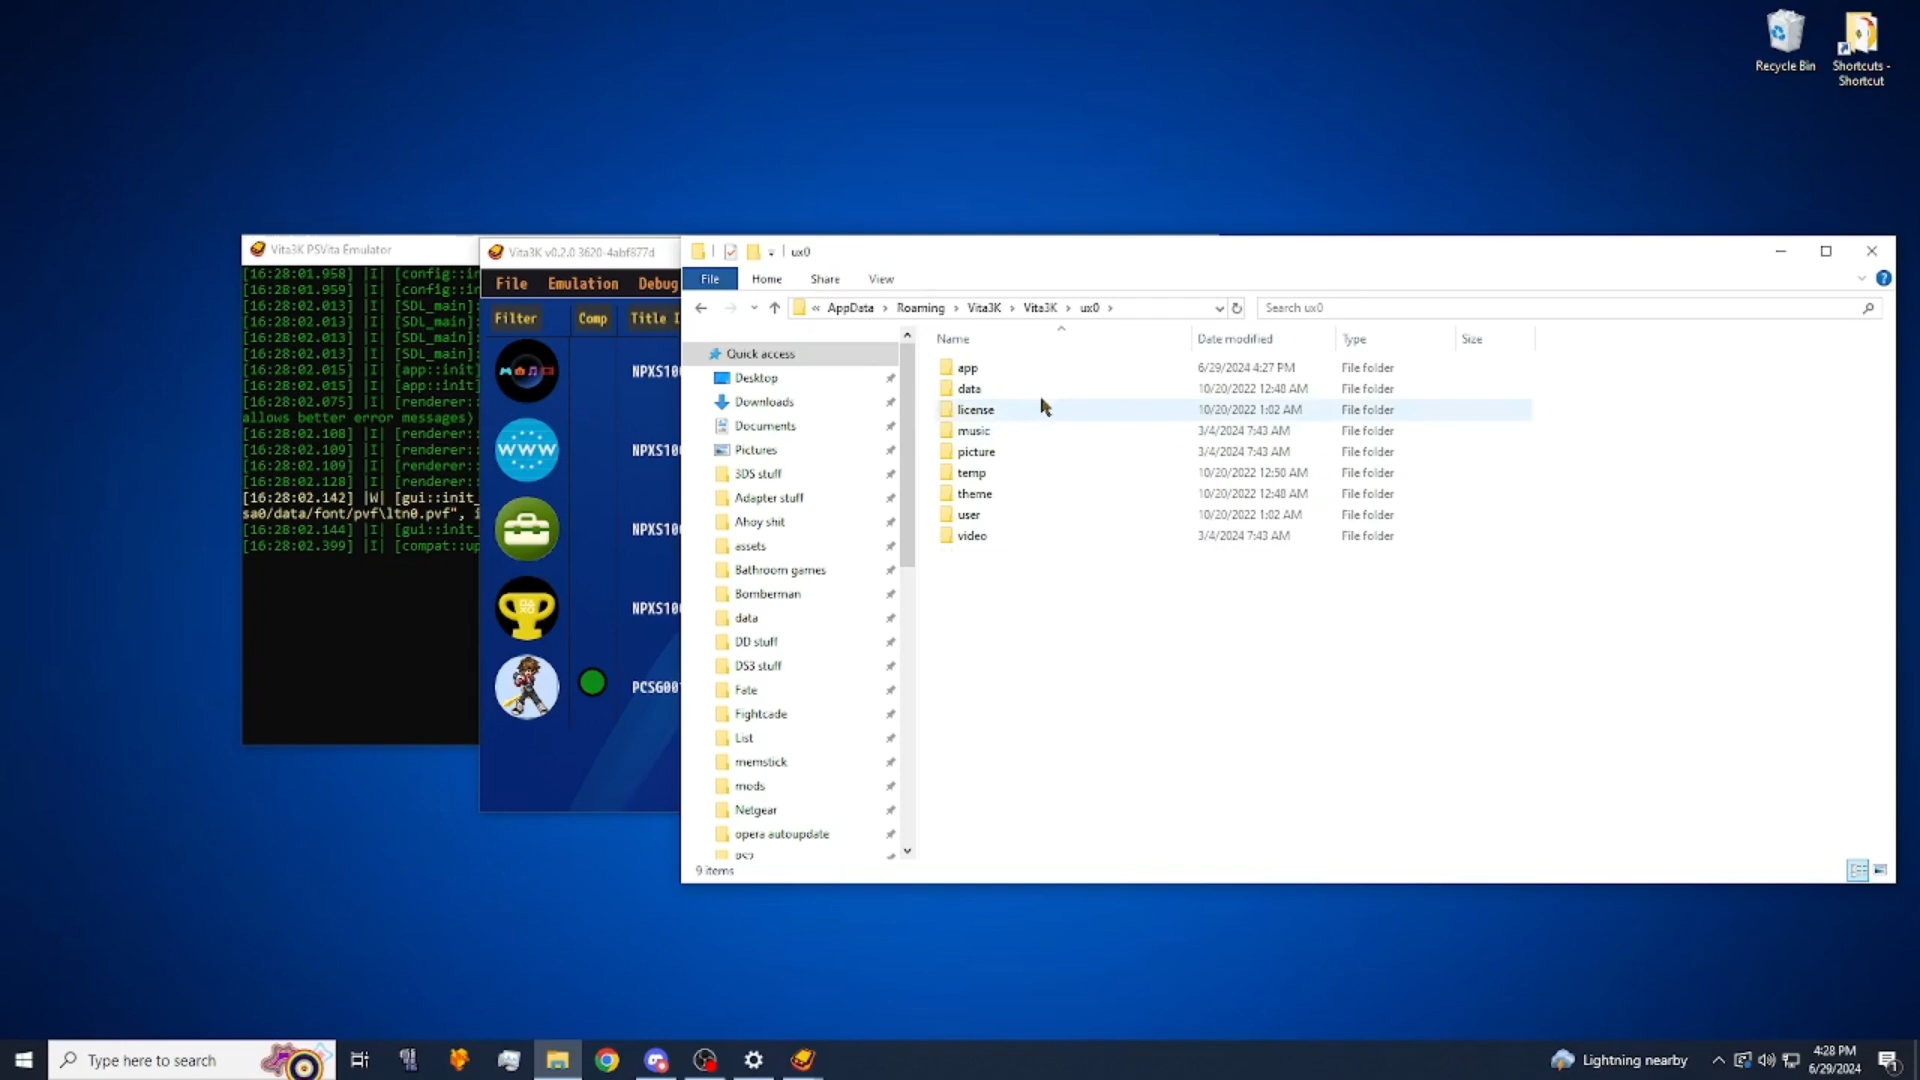 Recycle Bin
Shortcuts -
Shortcut
Vita3K PSVita Emulator
[16:28:01.958] |I| [config::in
[16:28:01.959] |I| [config::in
[16:28:02.013] |I| [SDL_main]:
[16:28:02.013] |I| [SDL_main]:
[16:28:02.013] |I| [SDL_main]:
[16:28:02.013] |I| [SDL_main]:
[16:28:02.015] |I| [app::init]
[16:28:02.015] |I| [app::init]
[16:28:02.075] |I| [renderer::
allows better error messages)
[16:28:02.108] |I| [renderer::
[16:28:02.109] |I| [renderer::
[16:28:02.109] |I| [renderer::
[16:28:02.128] |I| [renderer::
[16:28:02.142] |W| [gui::init_
sa0/data/font/pvf\ltn0.pvf", i
[16:28:02.144] |I| [gui::init_
[16:28:02.399] |I| [compat::up
Vita3K v0.2.0 3620-4abf877d
File Emulation Debug
Filter Comp Title I
NPXS100
WWW
NPXS100
NPXS100
NPXS100
PCSG00
ux0
File Home Share View
« AppData > Roaming > Vita3K > Vita3K > ux0 >
Search ux0
Quick access
Desktop
Downloads
Documents
Pictures
3DS stuff
Adapter stuff
Ahoy shit
assets
Bathroom games
Bomberman
data
DD stuff
DS3 stuff
Fate
Fightcade
List
memstick
mods
Netgear
opera autoupdate
PS2
Name Date modified Type Size
app 6/29/2024 4:27 PM File folder
data 10/20/2022 12:48 AM File folder
license 10/20/2022 1:02 AM File folder
music 3/4/2024 7:43 AM File folder
picture 3/4/2024 7:43 AM File folder
temp 10/20/2022 12:50 AM File folder
theme 10/20/2022 12:48 AM File folder
user 10/20/2022 1:02 AM File folder
video 3/4/2024 7:43 AM File folder
9 items
Type here to search
Lightning nearby
4:28 PM
6/29/2024
1